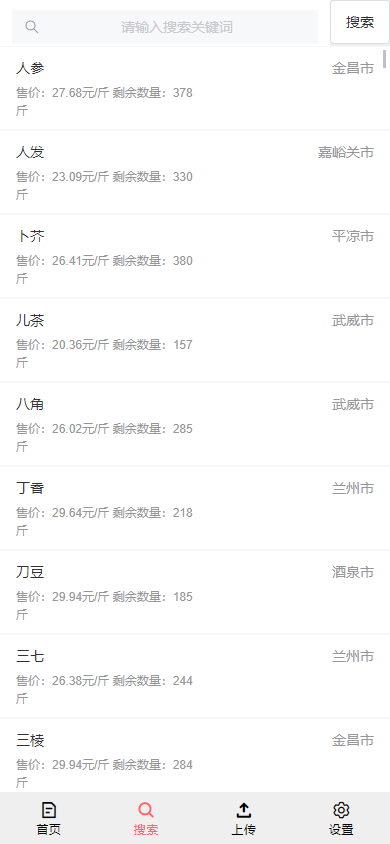 请输入搜索关键词 搜索
人参 金昌市
售价：27.68元/斤 剩余数量：378
斤
人发 嘉峪关市
售价：23.09元/斤 剩余数量：330
斤
卜芥 平凉市
售价：26.41元/斤 剩余数量：380
斤
儿茶 武威市
售价：20.36元/斤 剩余数量：157
斤
八角 武威市
售价：26.02元/斤 剩余数量：285
斤
丁香 兰州市
售价：29.64元/斤 剩余数量：218
斤
刀豆 酒泉市
售价：29.94元/斤 剩余数量：185
斤
三七 兰州市
售价：26.38元/斤 剩余数量：244
斤
三棱 金昌市
售价：29.94元/斤 剩余数量：284
斤
首页 搜索 上传 设置